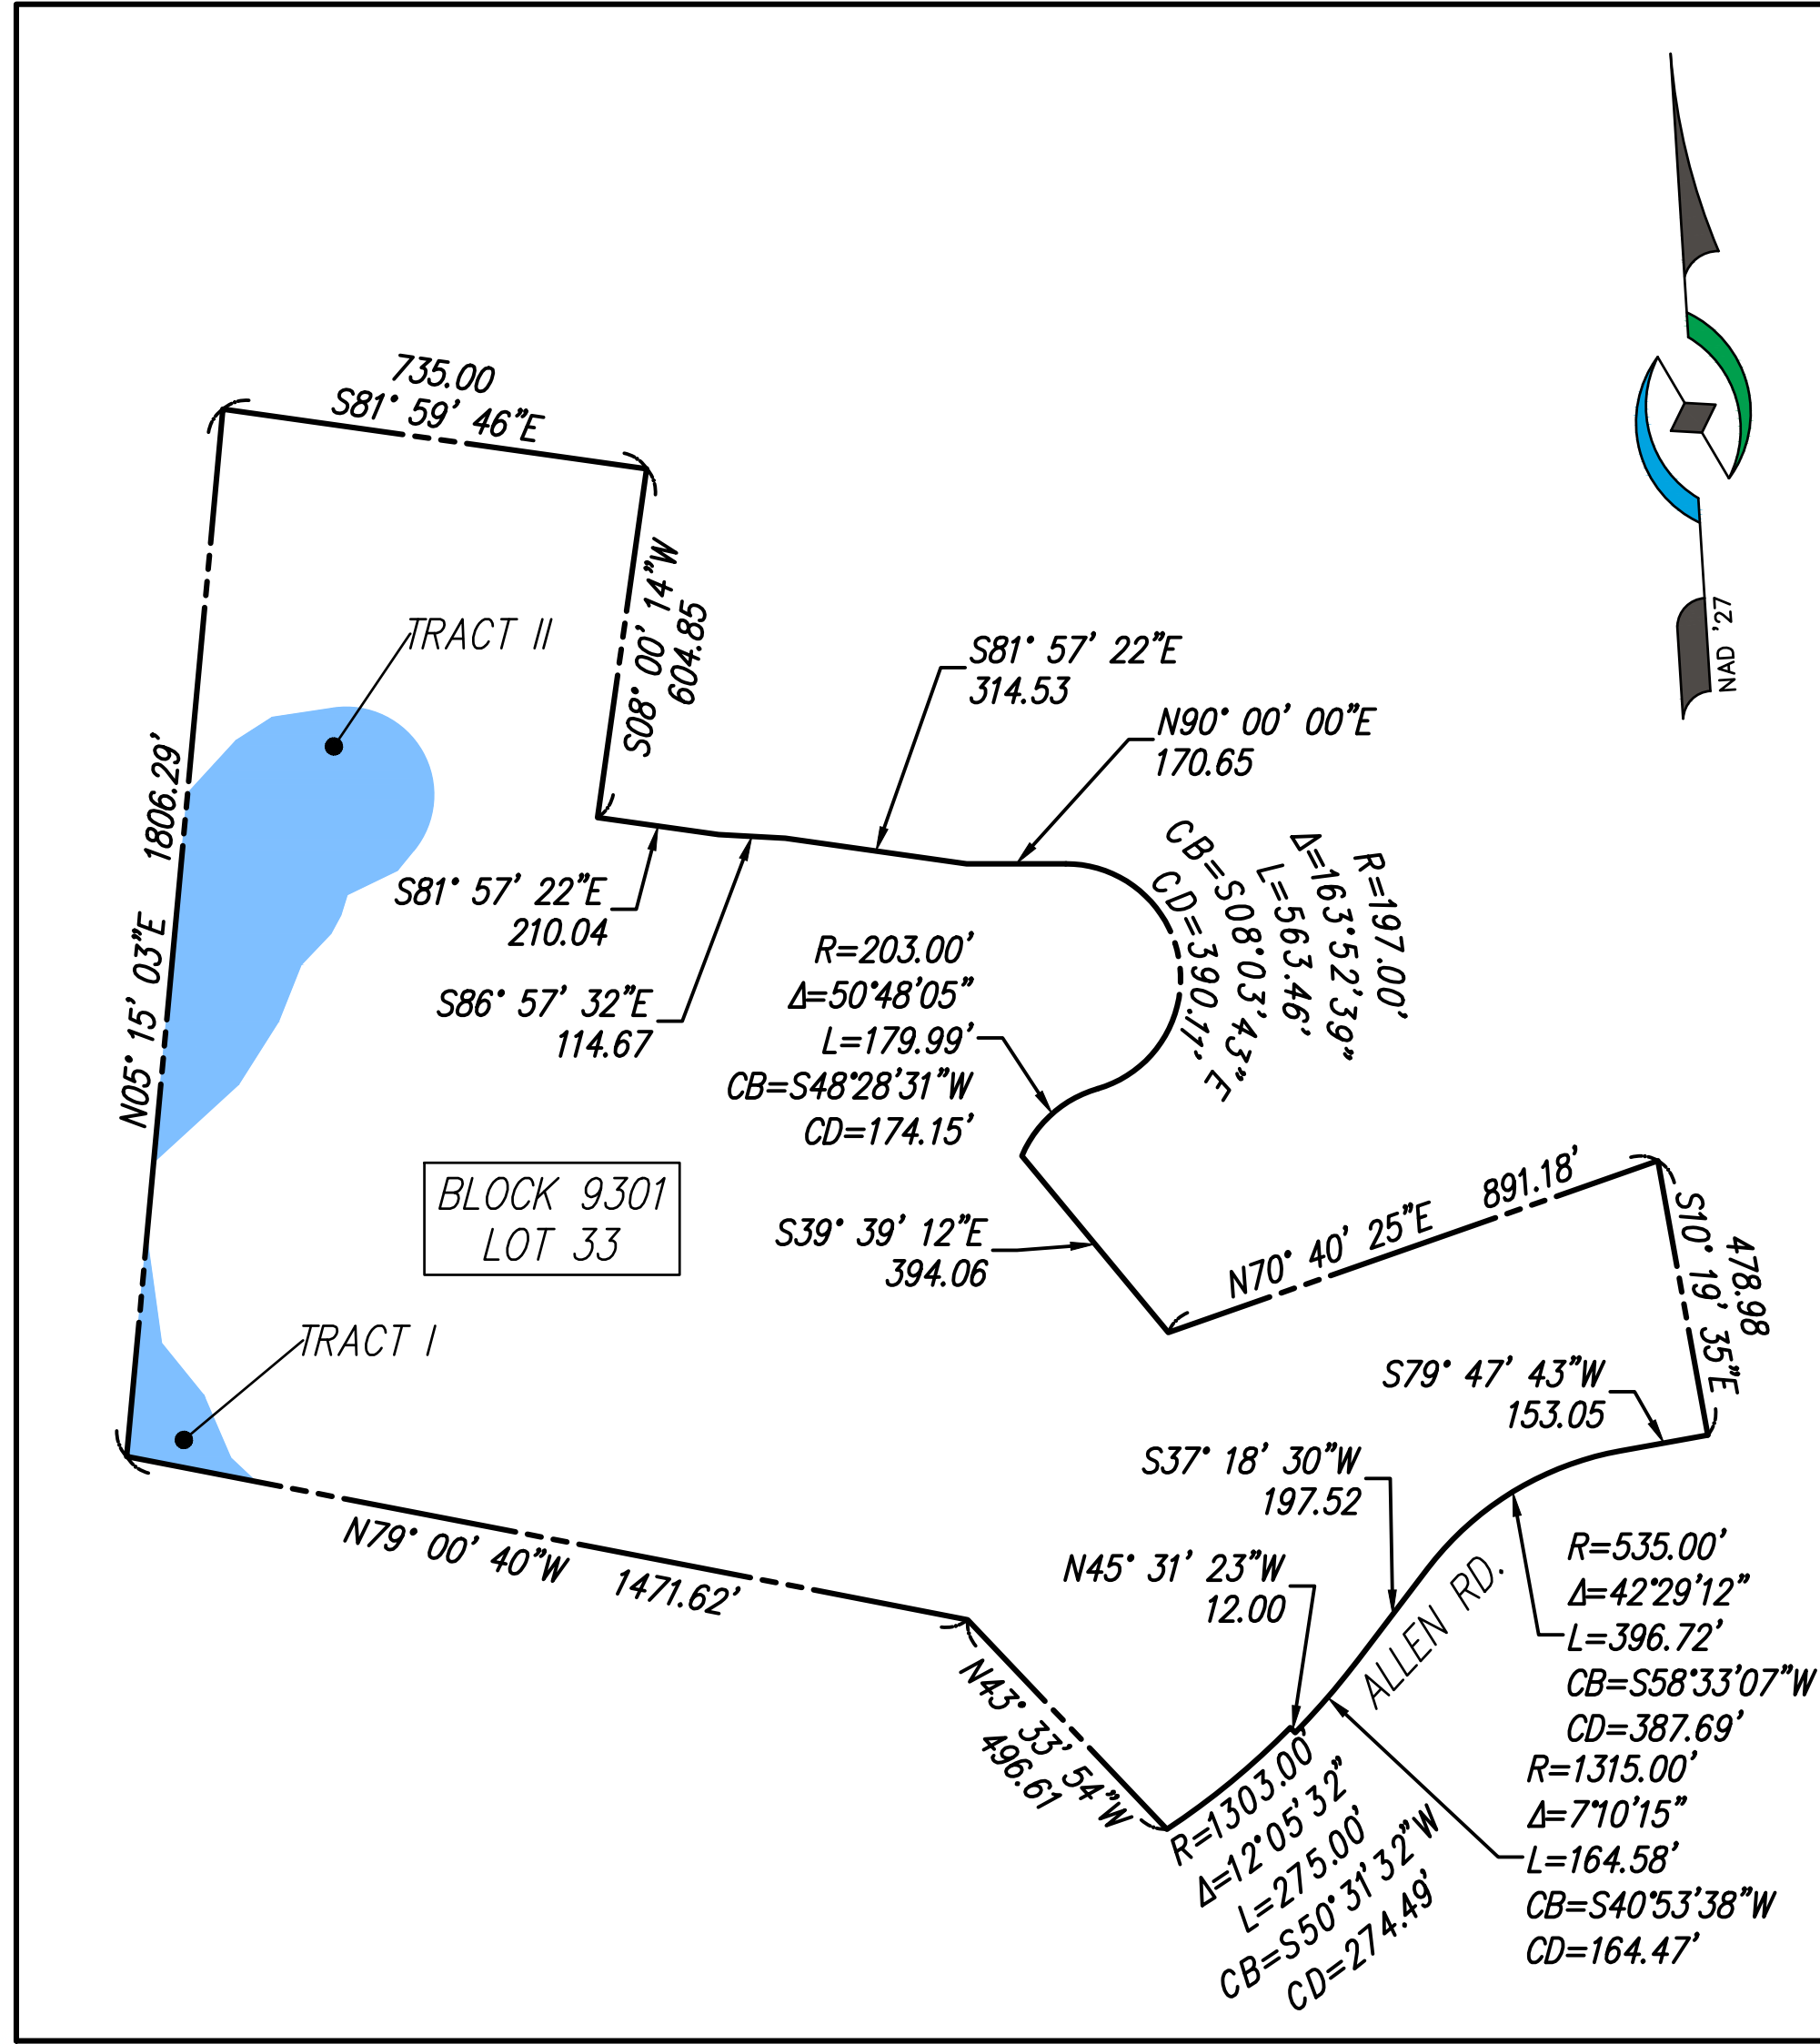 735.00
S81° 59' 46"E
NAD '27
S08° 00' 14"W
604.85
TRACT II
S81° 57' 22"E
314.53
N90° 00' 00"E
170.65
N05° 15' 03"E 1806.29'
S81° 57' 22"E
210.04
S86° 57' 32"E
114.67
R=197.00'
Δ=163°52'39"
L=563.46'
CB=S08°03'43"E
CD=390.11'
R=203.00'
Δ=50°48'05"
L=179.99'
CB=S48°28'31"W
CD=174.15'
BLOCK 9301
LOT 33
S39° 39' 12"E
394.06
N70° 40' 25"E 891.18'
478.98
S10° 19' 35"E
TRACT I
S79° 47' 43"W
153.05
S37° 18' 30"W
197.52
N45° 31' 23"W
12.00
ALLEN RD.
R=535.00'
Δ=42°29'12"
L=396.72'
CB=S58°33'07"W
CD=387.69'
R=1315.00'
Δ=7°10'15"
L=164.58'
CB=S40°53'38"W
CD=164.47'
N79° 00' 40"W 1471.62'
N43° 33' 54"W
496.61
R=1303.00'
Δ=12°05'32"
L=275.00'
CB=S50°31'32"W
CD=274.49'